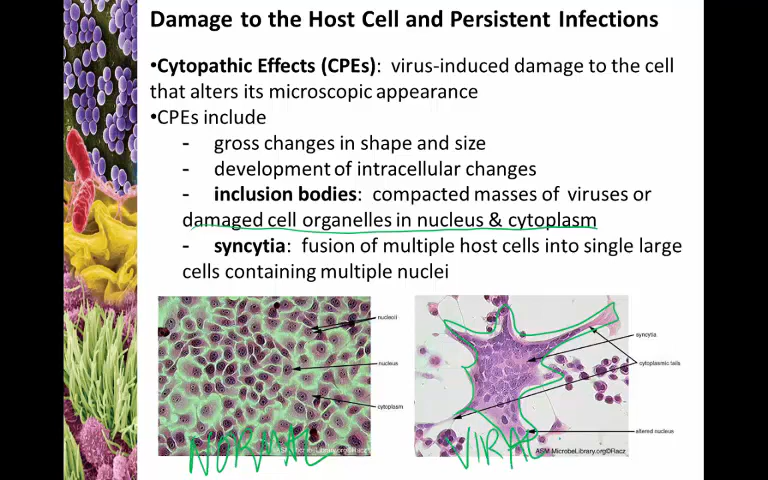 Damage to the Host Cell and Persistent Infections
•Cytopathic Effects (CPEs): virus-induced damage to the cell
that alters its microscopic appearance
•CPEs include
- gross changes in shape and size
- development of intracellular changes
- inclusion bodies: compacted masses of viruses or
damaged cell organelles in nucleus & cytoplasm
- syncytia: fusion of multiple host cells into single large
cells containing multiple nuclei
nucleoli
nucleus
cytoplasm
syncytia
cytoplasmic tails
altered nucleus
NORMAL
VIRAL
ASM MicrobeLibrary.org©Racz